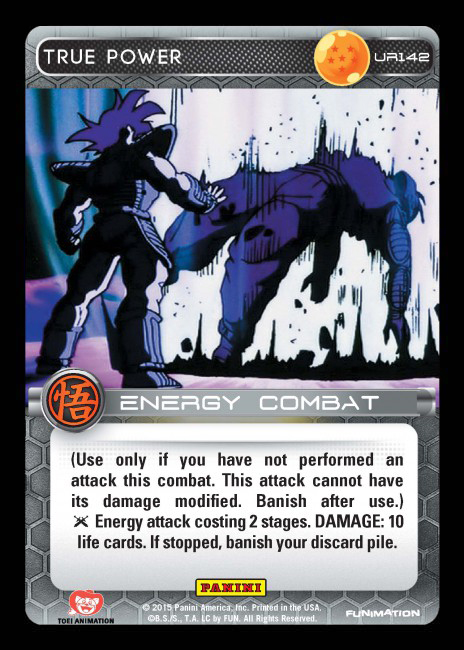 TRUE POWER
UR142
悟
ENERGY COMBAT
(Use only if you have not performed an
attack this combat. This attack cannot have
its damage modified. Banish after use.)
Energy attack costing 2 stages. DAMAGE: 10
life cards. If stopped, banish your discard pile.
PANINI
TOEI ANIMATION
© 2015 Panini America, Inc. Printed in the USA.
©B.S./S., T.A. LC by FUN. All Rights Reserved.
FUNIMATION